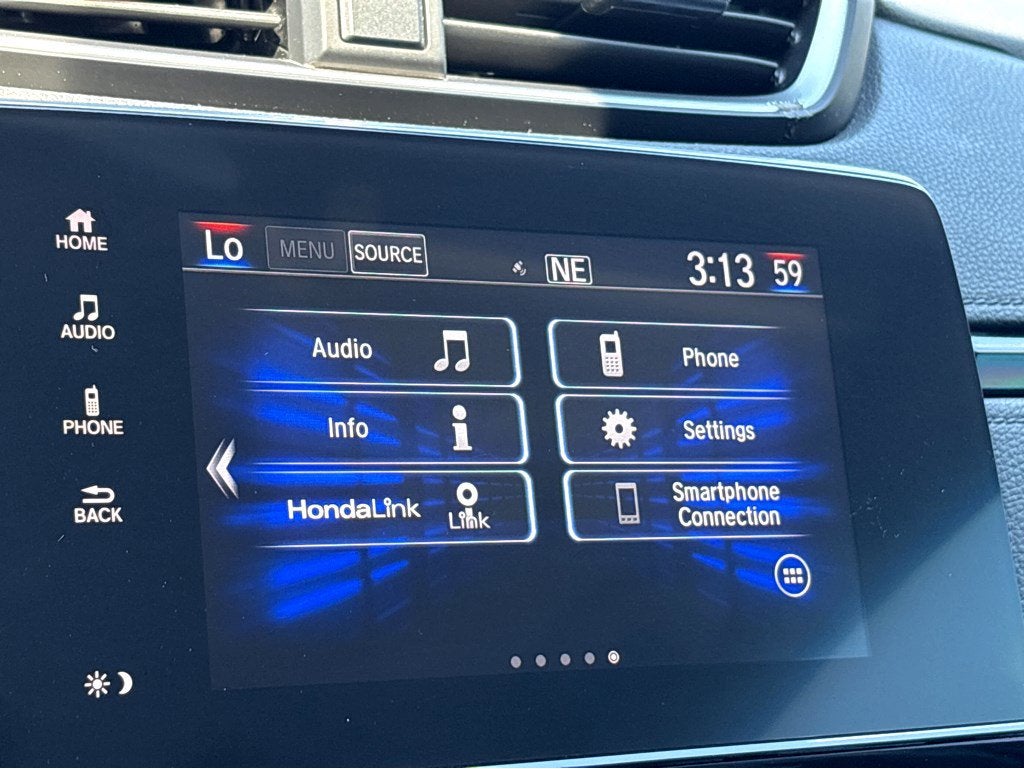 HOME
AUDIO
PHONE
BACK
Lo MENU SOURCE NE 3:13 59
Audio
Phone
Info
Settings
HondaLink Link
Smartphone
Connection